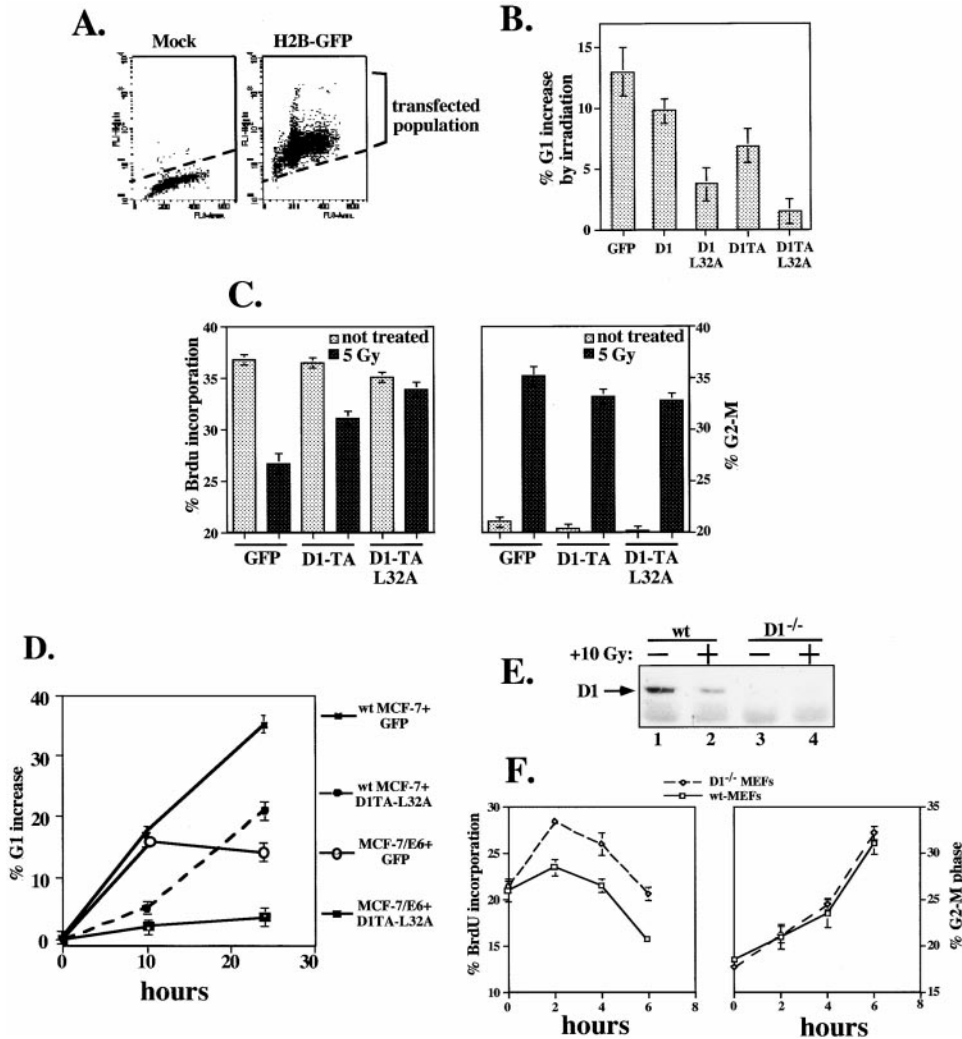 A.
Mock
H2B-GFP
transfected
population
0 200 400
FL2-Area
B.
% G1 increase
by irradiation
15
10
5
0
GFP
D1
D1
L32A
D1TA
D1TA
L32A
C.
% Brdu incorporation
40
35
30
25
20
not treated
5 Gy
GFP
D1-TA
D1-TA
L32A
not treated
5 Gy
% G2-M
40
35
30
25
20
GFP
D1-TA
D1-TA
L32A
D.
% G1 increase
40
30
20
10
0
0 10 20 30
hours
wt MCF-7+
GFP
wt MCF-7+
D1TA-L32A
MCF-7/E6+
GFP
MCF-7/E6+
D1TA-L32A
E.
wt D1-/-
+10 Gy: − + − +
D1
1 2 3 4
F.
D1-/- MEFs
wt-MEFs
% BrdU incorporation
30
25
20
15
10
0 2 4 6 8
hours
% G2-M phase
35
30
25
20
15
0 2 4 6 8
hours